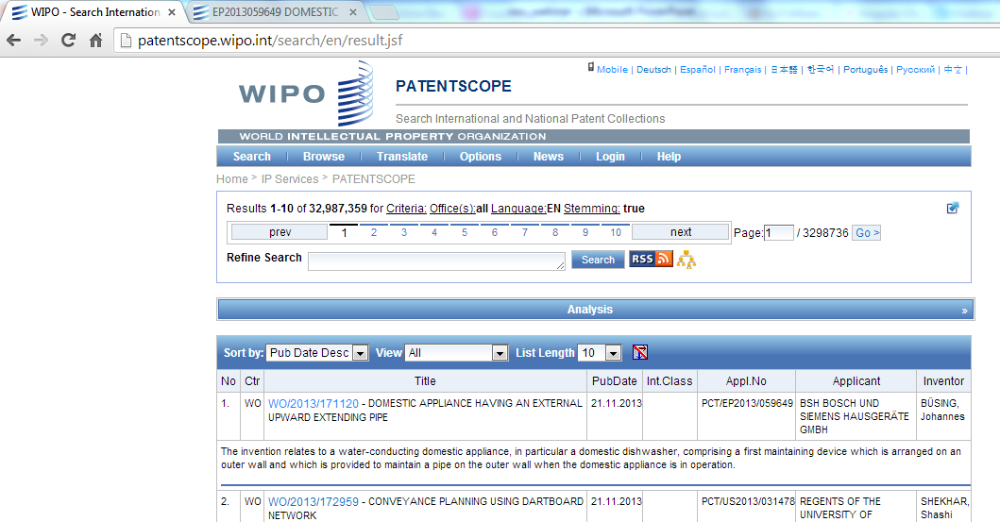 WIPO - Search Internation
EP2013059649 DOMESTIC
Microsoft PowerPoint
patentscope.wipo.int/search/en/result.jsf
Mobile | Deutsch | Español | Français | 日本語 | 한국어 | Português | Русский | 中文 |
WIPO
PATENTSCOPE
Search International and National Patent Collections
WORLD INTELLECTUAL PROPERTY ORGANIZATION
Search Browse Translate Options News Login Help
Home > IP Services > PATENTSCOPE
Results 1-10 of 32,987,359 for Criteria: Office(s):all Language:EN Stemming: true
prev 1 2 3 4 5 6 7 8 9 10 next Page:1 / 3298736 Go >
Refine Search Search RSS
Analysis »
Sort by: Pub Date Desc View All List Length 10
No Ctr Title PubDate Int.Class Appl.No Applicant Inventor
1. WO WO/2013/171120 - DOMESTIC APPLIANCE HAVING AN EXTERNAL 21.11.2013 PCT/EP2013/059649 BSH BOSCH UND BÜSING,
UPWARD EXTENDING PIPE SIEMENS HAUSGERÄTE Johannes
GMBH
The invention relates to a water-conducting domestic appliance, in particular a domestic dishwasher, comprising a first maintaining device which is arranged on an
outer wall and which is provided to maintain a pipe on the outer wall when the domestic appliance is in operation.
2. WO WO/2013/172959 - CONVEYANCE PLANNING USING DARTBOARD 21.11.2013 PCT/US2013/031478 REGENTS OF THE SHEKHAR,
NETWORK UNIVERSITY OF Shashi